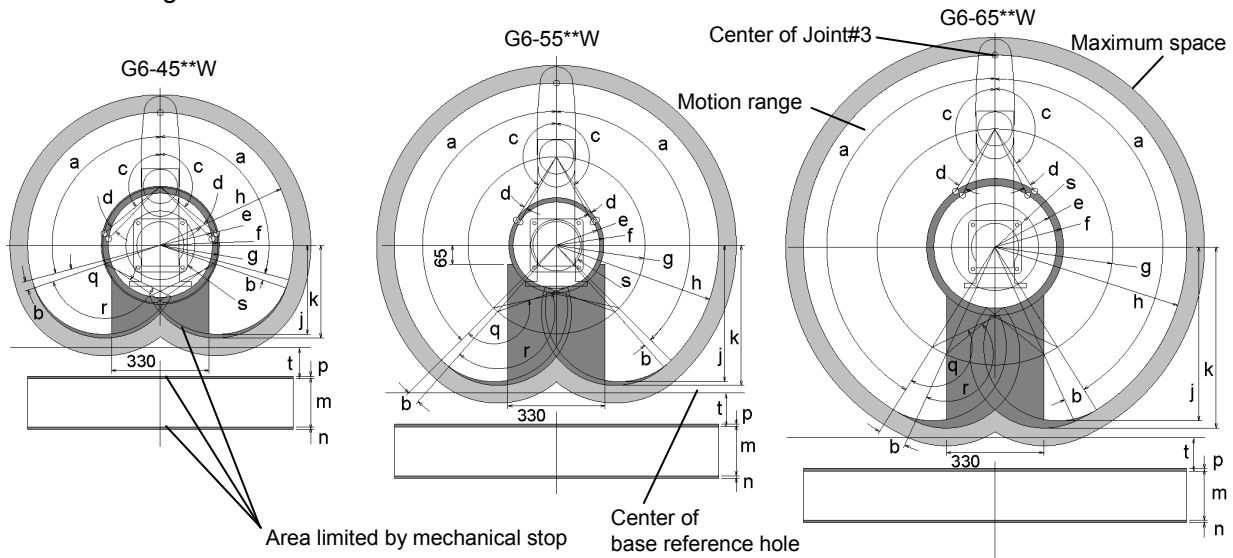 G6-45**W
a
a
c
c
d
d
h
e
f
g
b
s
q
r
b
k
j
330
t
p
m
n
G6-55**W
a
a
c
c
d
d
e
f
g
65
s
h
q
r
b
b
k
j
330
t
p
m
n
G6-65**W
Center of Joint#3
Maximum space
Motion range
a
a
c
c
d
d
s
e
f
g
h
q
r
b
b
k
j
330
t
p
m
n
Area limited by mechanical stop
Center of
base reference hole